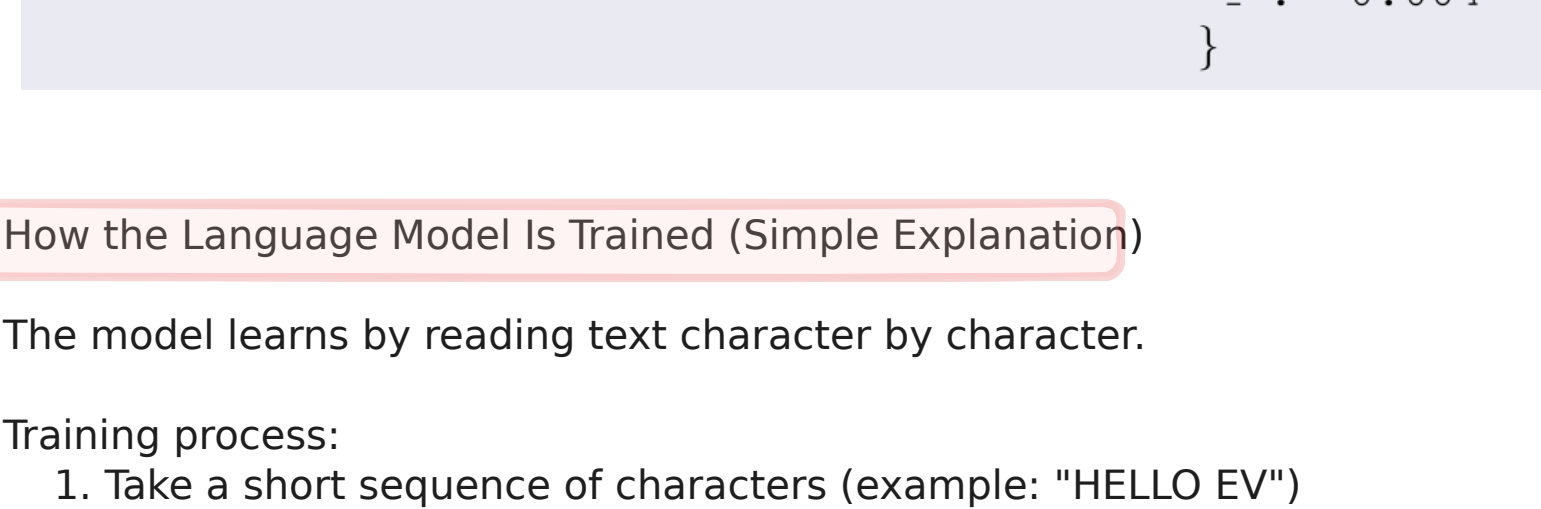 }
How the Language Model Is Trained (Simple Explanation)
The model learns by reading text character by character.
Training process:
1. Take a short sequence of characters (example: "HELLO EV")